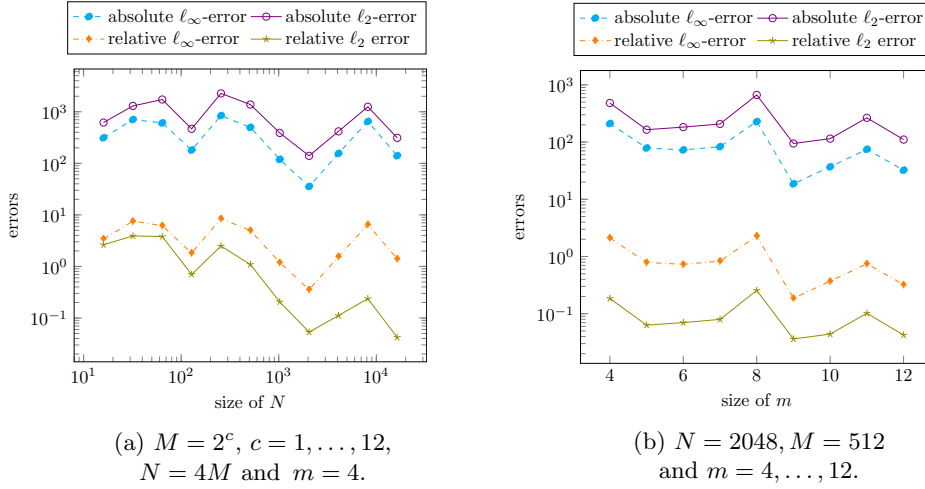 absolute ℓ∞-error absolute ℓ2-error
relative ℓ∞-error relative ℓ2 error
10^3
10^2
10^1
10^0
10^−1
errors
10^1 10^2 10^3 10^4
size of N
(a) M = 2^c, c = 1, . . . , 12,
N = 4M and m = 4.
absolute ℓ∞-error absolute ℓ2-error
relative ℓ∞-error relative ℓ2 error
10^3
10^2
10^1
10^0
10^−1
errors
4 6 8 10 12
size of m
(b) N = 2048, M = 512
and m = 4, . . . , 12.